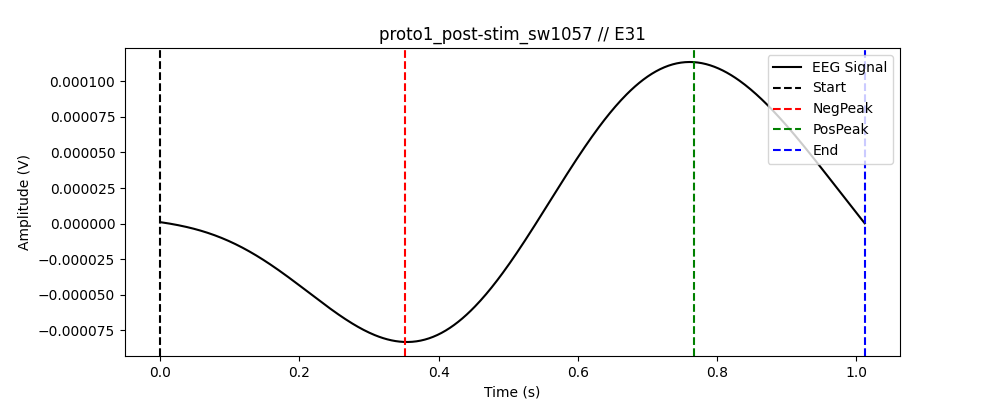 proto1_post-stim_sw1057 // E31
EEG Signal
Start
NegPeak
PosPeak
End
Amplitude (V)
0.000100
0.000075
0.000050
0.000025
0.000000
−0.000025
−0.000050
−0.000075
0.0 0.2 0.4 0.6 0.8 1.0
Time (s)